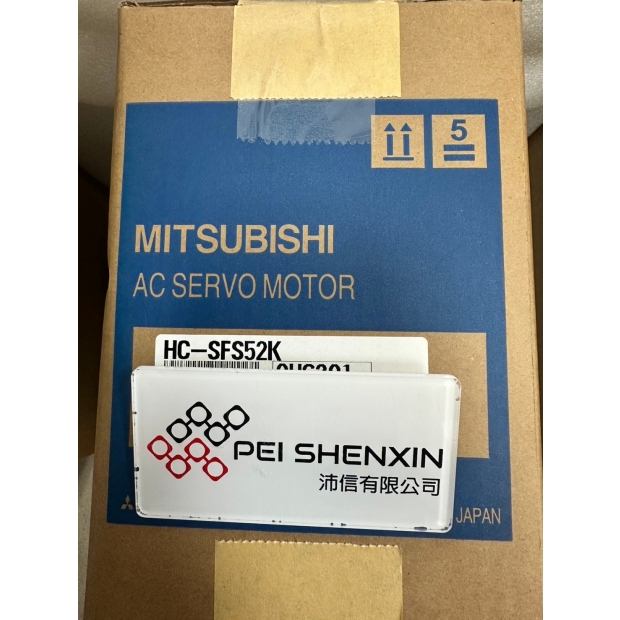 5
MITSUBISHI
AC SERVO MOTOR
HC-SFS52K
PEI SHENXIN
沛信有限公司
JAPAN